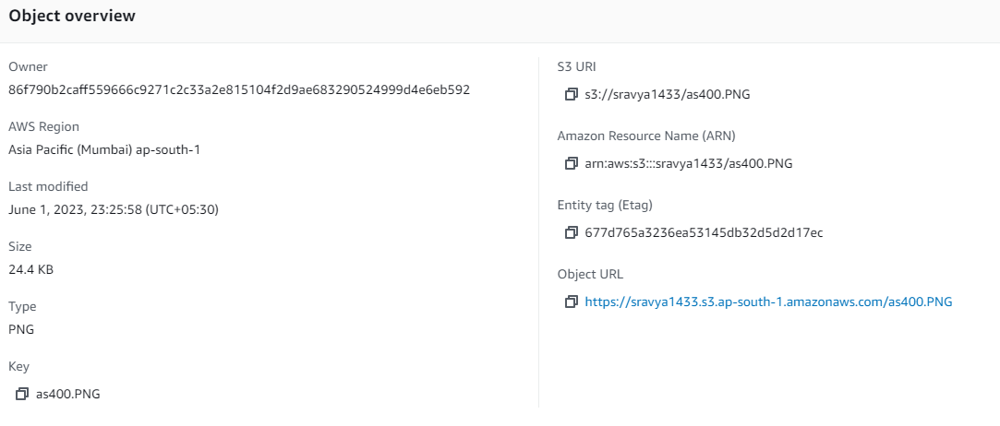 Object overview
Owner
86f790b2caff559666c9271c2c33a2e815104f2d9ae683290524999d4e6eb592
AWS Region
Asia Pacific (Mumbai) ap-south-1
Last modified
June 1, 2023, 23:25:58 (UTC+05:30)
Size
24.4 KB
Type
PNG
Key
as400.PNG
S3 URI
s3://sravya1433/as400.PNG
Amazon Resource Name (ARN)
arn:aws:s3:::sravya1433/as400.PNG
Entity tag (Etag)
677d765a3236ea53145db32d5d2d17ec
Object URL
https://sravya1433.s3.ap-south-1.amazonaws.com/as400.PNG